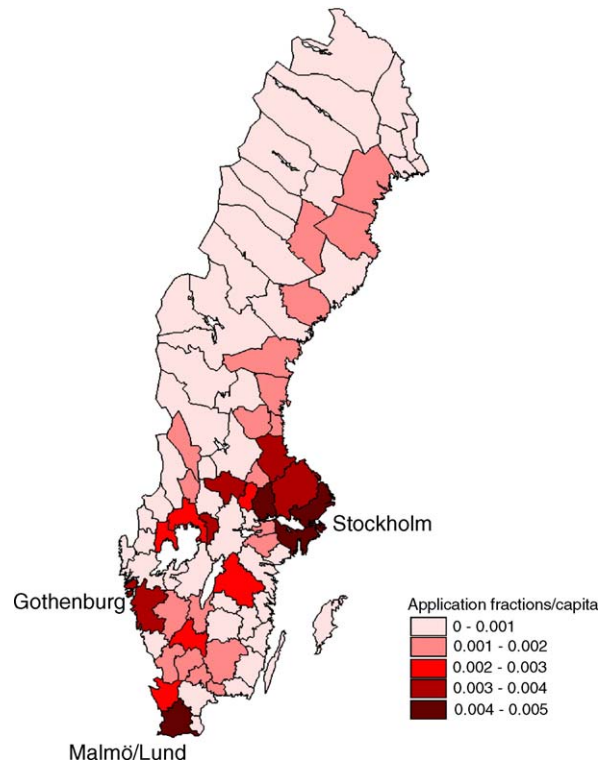 Stockholm
Gothenburg
Application fractions/capita
0 - 0.001
0.001 - 0.002
0.002 - 0.003
0.003 - 0.004
0.004 - 0.005
Malmö/Lund